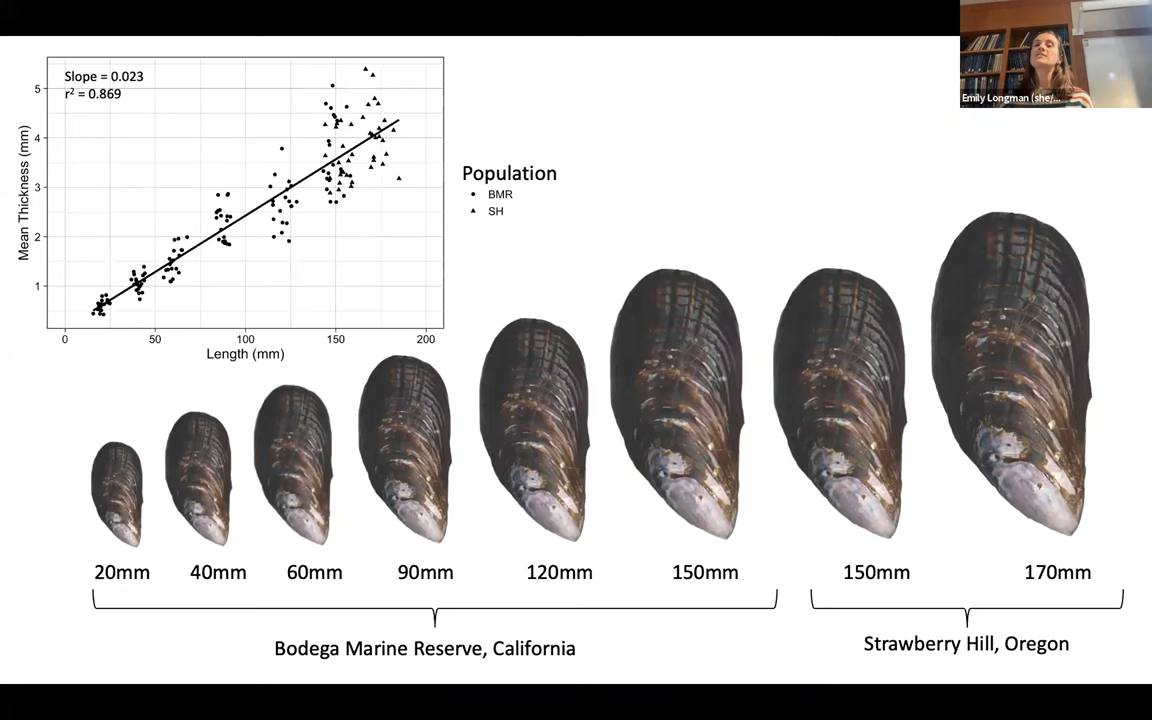 Emily Longman (she/...
Slope = 0.023
r² = 0.869
5
4
3
2
1
Mean Thickness (mm)
0
50
100
150
200
Length (mm)
Population
BMR
SH
20mm
40mm
60mm
90mm
120mm
150mm
150mm
170mm
Bodega Marine Reserve, California
Strawberry Hill, Oregon